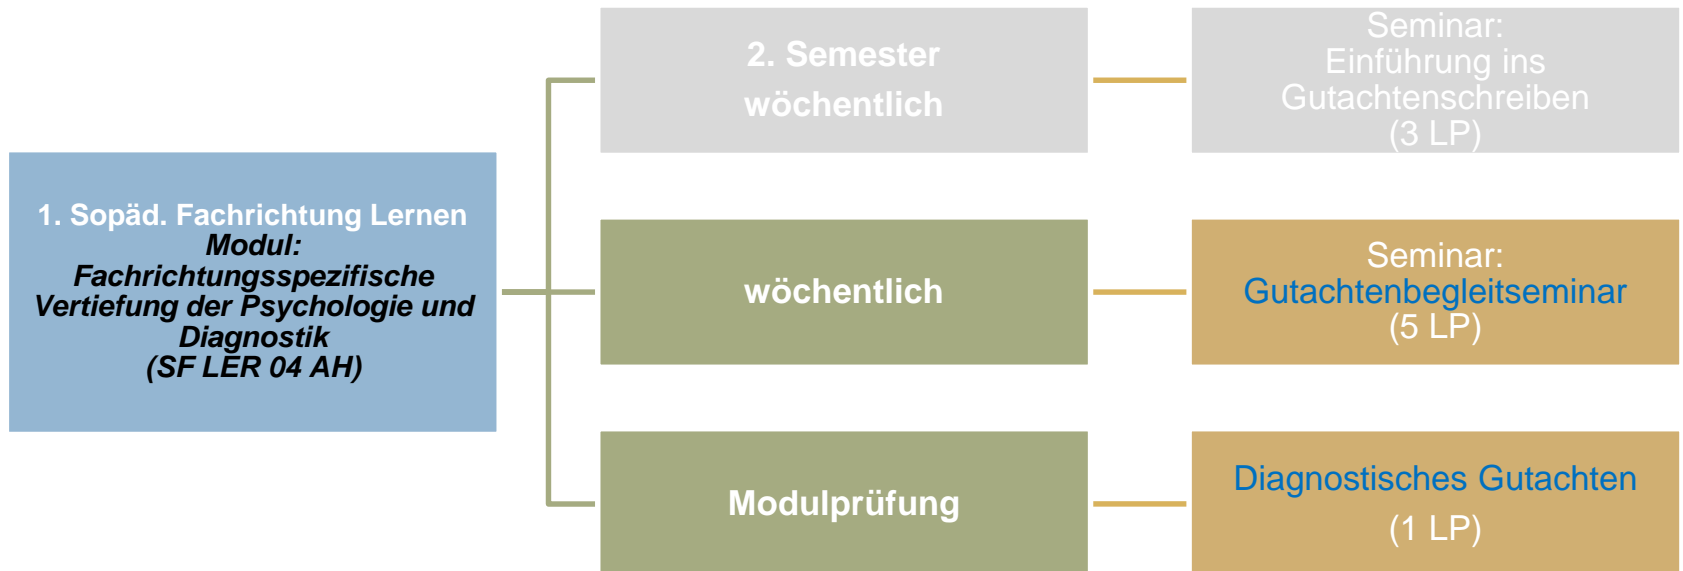 1. Sopäd. Fachrichtung Lernen
Modul:
Fachrichtungsspezifische
Vertiefung der Psychologie und
Diagnostik
(SF LER 04 AH)
2. Semester
wöchentlich
Seminar:
Einführung ins
Gutachtenschreiben
(3 LP)
wöchentlich
Seminar:
Gutachtenbegleitseminar
(5 LP)
Modulprüfung
Diagnostisches Gutachten
(1 LP)